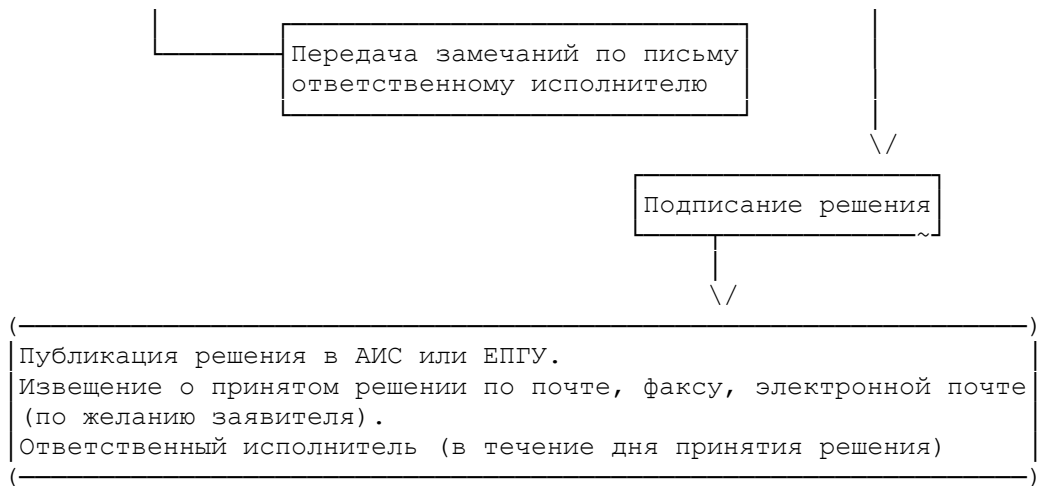 Передача замечаний по письму
ответственному исполнителю
Подписание решения
Публикация решения в АИС или ЕПГУ.
Извещение о принятом решении по почте, факсу, электронной почте
(по желанию заявителя).
Ответственный исполнитель (в течение дня принятия решения)